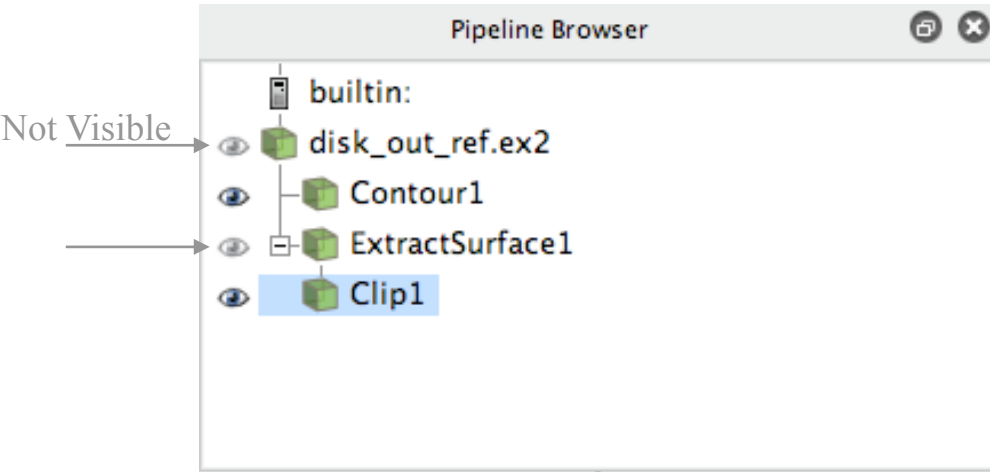 Pipeline Browser
builtin:
Not Visible
disk_out_ref.ex2
Contour1
ExtractSurface1
Clip1